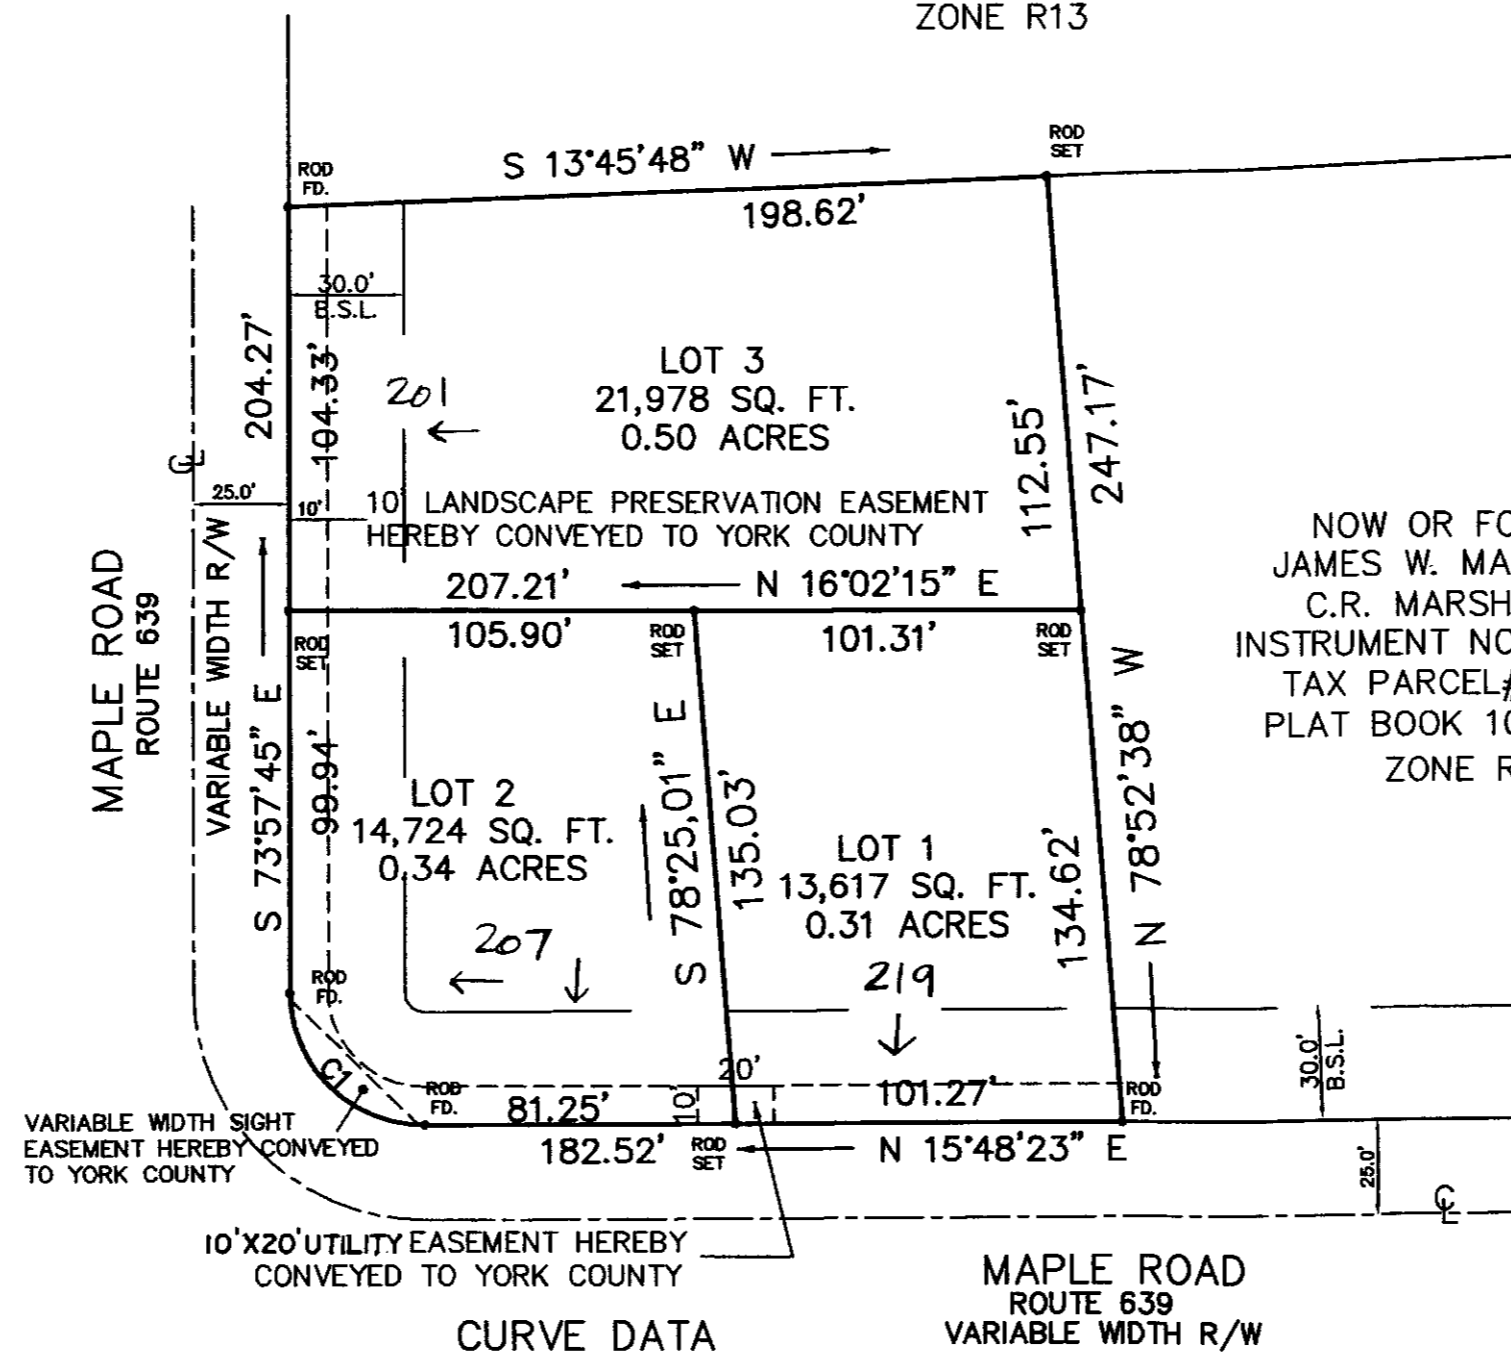 ZONE R13
S 13°45'48" W
198.62'
ROD
FD.
ROD
SET
30.0'
B.S.L.
204.27'
104.33'
201
LOT 3
21,978 SQ. FT.
0.50 ACRES
112.55'
247.17'
25.0'
10'
10' LANDSCAPE PRESERVATION EASEMENT
HEREBY CONVEYED TO YORK COUNTY
207.21'
N 16°02'15" E
105.90'
101.31'
ROD
SET
ROD
SET
ROD
SET
NOW OR FO
JAMES W. MA
C.R. MARSH
INSTRUMENT NO
TAX PARCEL#
PLAT BOOK 10
ZONE R
MAPLE ROAD
ROUTE 639
VARIABLE WIDTH R/W
S 73°57'45" E
99.94'
LOT 2
14,724 SQ. FT.
0.34 ACRES
207
S 78°25,01" E
135.03'
LOT 1
13,617 SQ. FT.
0.31 ACRES
219
134.62'
N 78°52'38" W
ROD
FD.
C1
ROD
FD.
81.25'
10'
20'
101.27'
ROD
FD.
30.0'
B.S.L.
VARIABLE WIDTH SIGHT
EASEMENT HEREBY CONVEYED
TO YORK COUNTY
182.52'
ROD
SET
N 15°48'23" E
25.0'
CL
CL
10'X20'UTILITY EASEMENT HEREBY
CONVEYED TO YORK COUNTY
MAPLE ROAD
ROUTE 639
VARIABLE WIDTH R/W
CURVE DATA